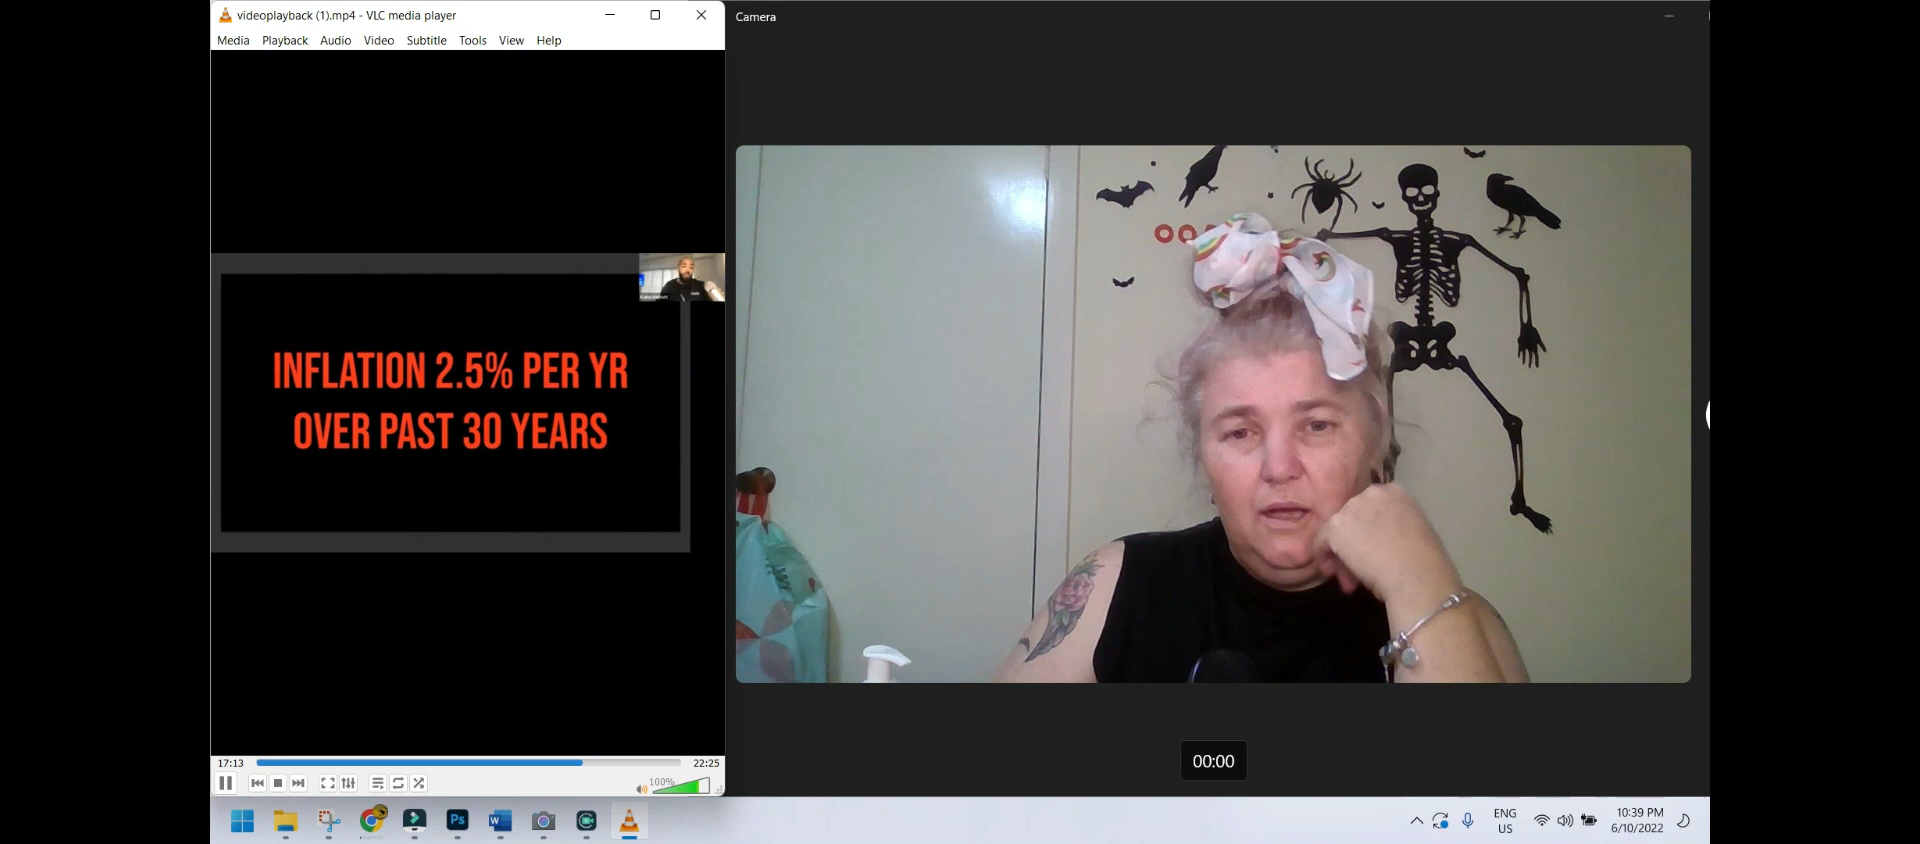 videoplayback (1).mp4 - VLC media player
Media Playback Audio Video Subtitle Tools View Help
Camera
INFLATION 2.5% PER YR
OVER PAST 30 YEARS
17:13
22:25
100%
00:00
Ps
W
ENG
US
10:39 PM
6/10/2022